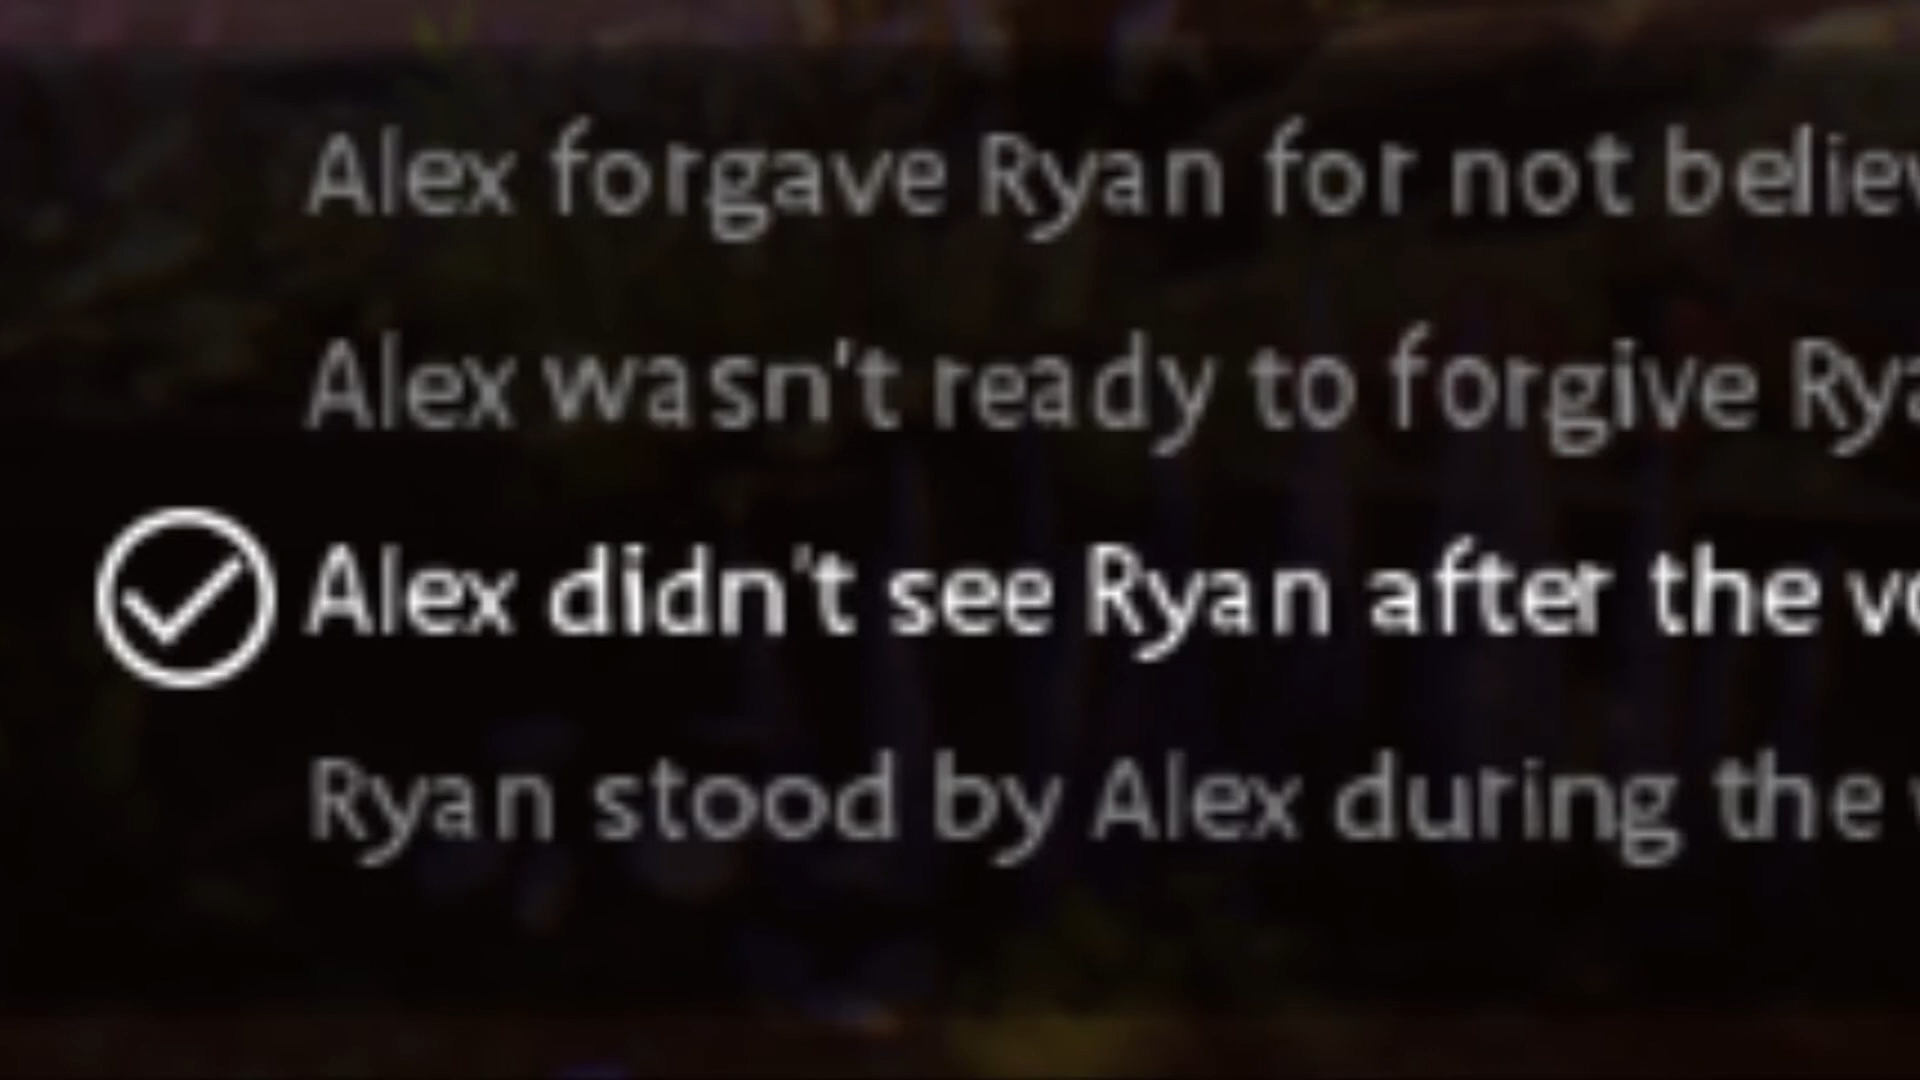 Alex forgave Ryan for not believ
Alex wasn't ready to forgive Rya
Alex didn't see Ryan after the vo
Ryan stood by Alex during the